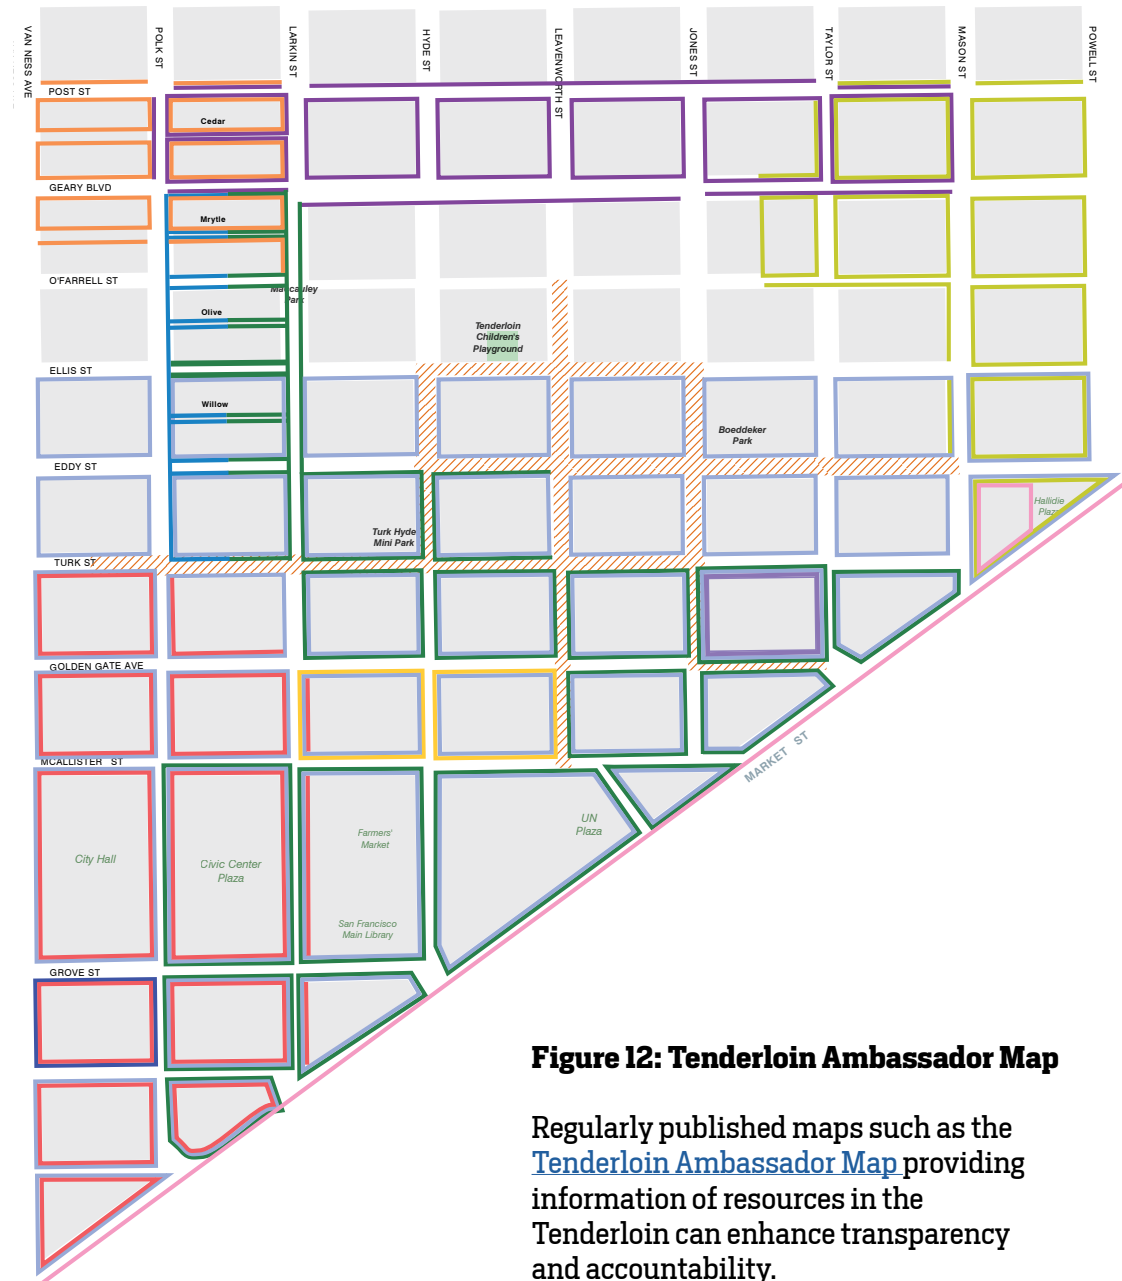 VAN NESS AVE
POLK ST
LARKIN ST
HYDE ST
LEAVENWORTH ST
JONES ST
TAYLOR ST
MASON ST
POWELL ST
POST ST
Cedar
GEARY BLVD
Mrytle
O'FARRELL ST
Maccauley
Park
Olive
Tenderloin
Children's
Playground
ELLIS ST
Willow
Boeddeker
Park
EDDY ST
Hallidie
Plaza
Turk Hyde
Mini Park
TURK ST
GOLDEN GATE AVE
MARKET ST
MCALLISTER ST
UN
Plaza
Farmers'
Market
City Hall
Civic Center
Plaza
San Francisco
Main Library
GROVE ST
Figure 12: Tenderloin Ambassador Map
Regularly published maps such as the
Tenderloin Ambassador Map providing
information of resources in the
Tenderloin can enhance transparency
and accountability.